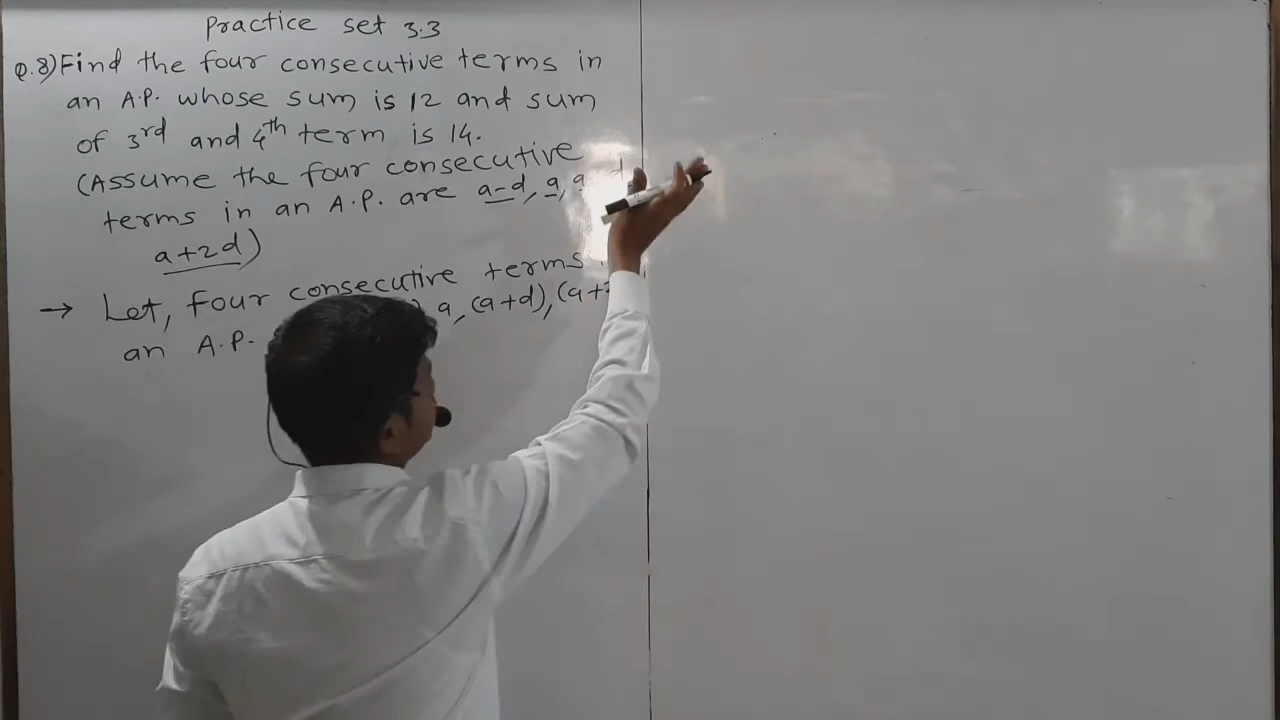 Practice set 3.3
Q.8) Find the four consecutive terms in
an A.P. whose sum is 12 and sum
of 3rd and 4th term is 14.
(Assume the four consecutive
terms in an A.P. are a-d, a, a
a+2d)
→ Let, four consecutive terms
an A.P. a, (a+d), (a+2